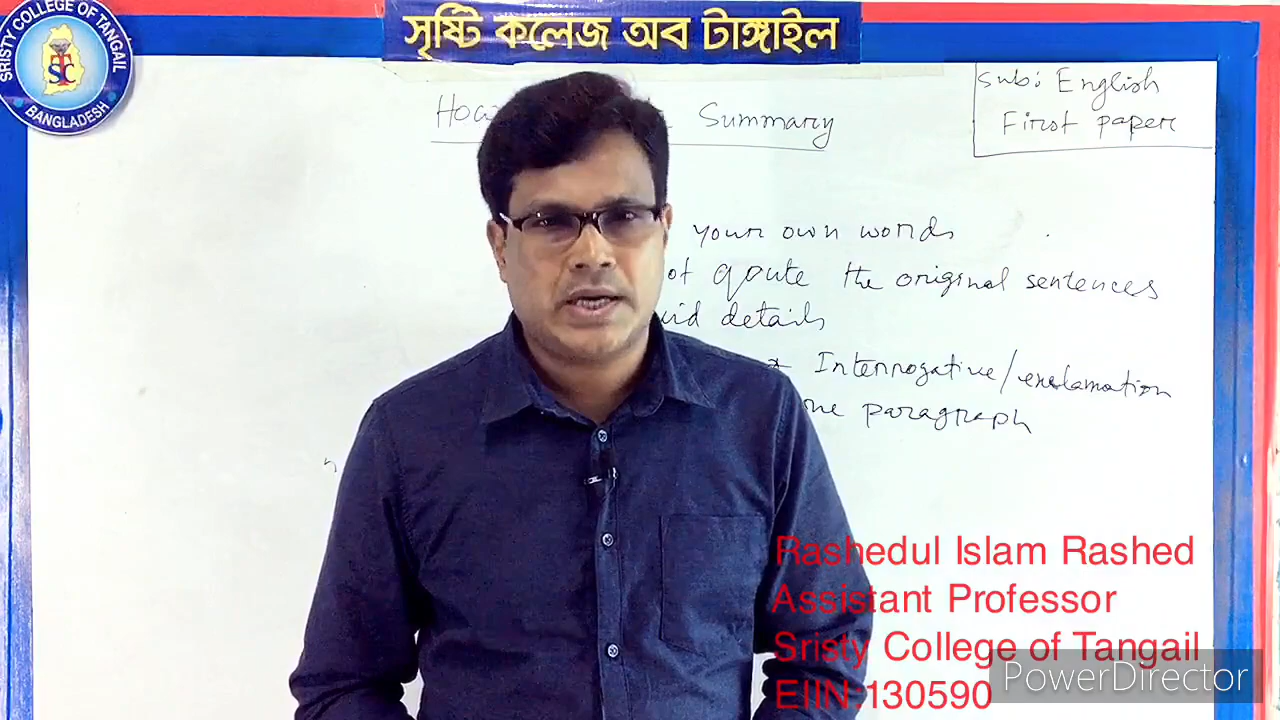 SRISTY COLLEGE OF TANGAIL
BANGLADESH
STC
সৃষ্টি কলেজ অব টাঙ্গাইল
Summary
Sub: English
First paper
your own words
qoute the original sentences
details
Interrogative/exclamation
paragraph
Rashedul Islam Rashed
Assistant Professor
Sristy College of Tangail
EIIN:130590
PowerDirector